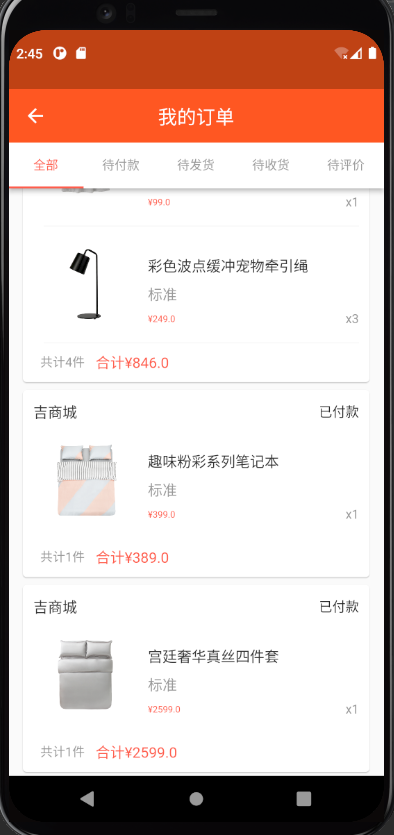 2:45
我的订单
全部 待付款 待发货 待收货 待评价
¥99.0 x1
彩色波点缓冲宠物牵引绳
标准
¥249.0 x3
共计4件 合计¥846.0
吉商城 已付款
趣味粉彩系列笔记本
标准
¥399.0 x1
共计1件 合计¥389.0
吉商城 已付款
宫廷奢华真丝四件套
标准
¥2599.0 x1
共计1件 合计¥2599.0